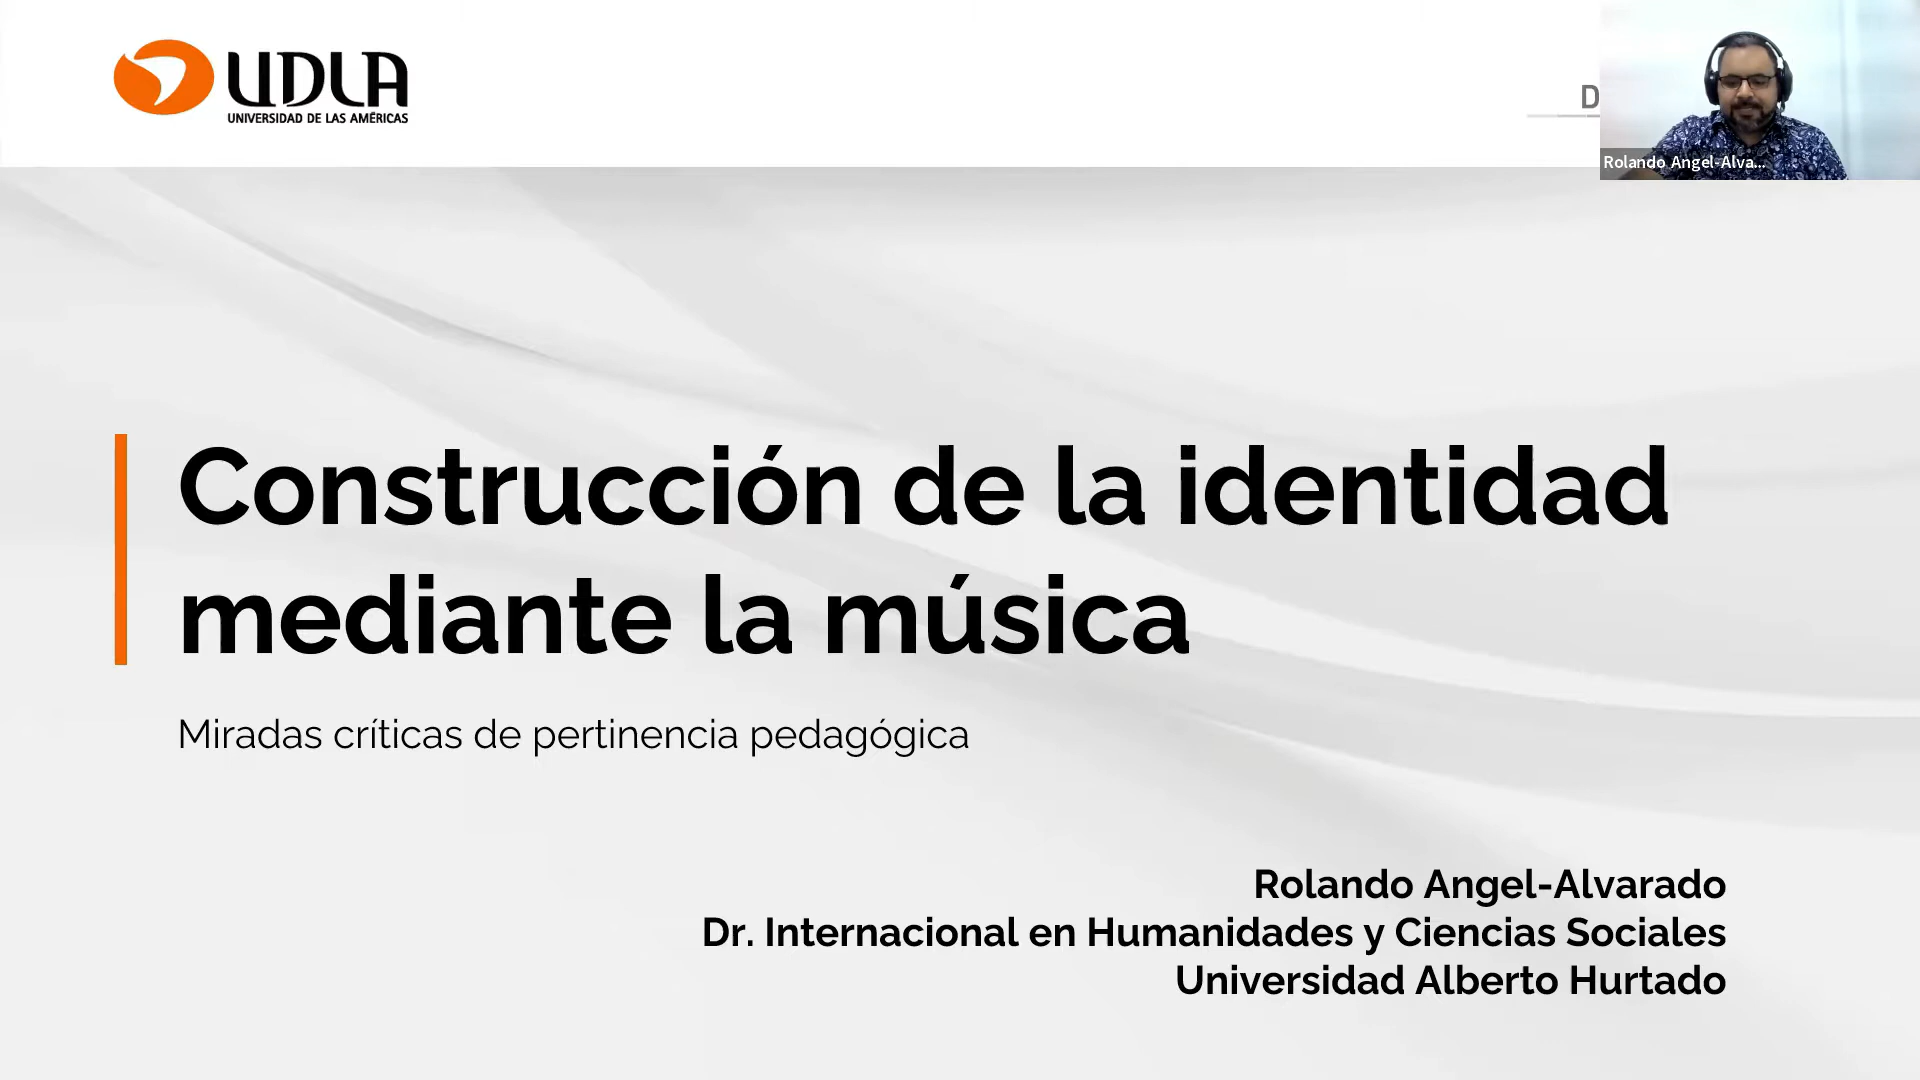 UDLA
UNIVERSIDAD DE LAS AMÉRICAS
Rolando Angel-Alva...
Construcción de la identidad
mediante la música
Miradas críticas de pertinencia pedagógica
Rolando Angel-Alvarado
Dr. Internacional en Humanidades y Ciencias Sociales
Universidad Alberto Hurtado